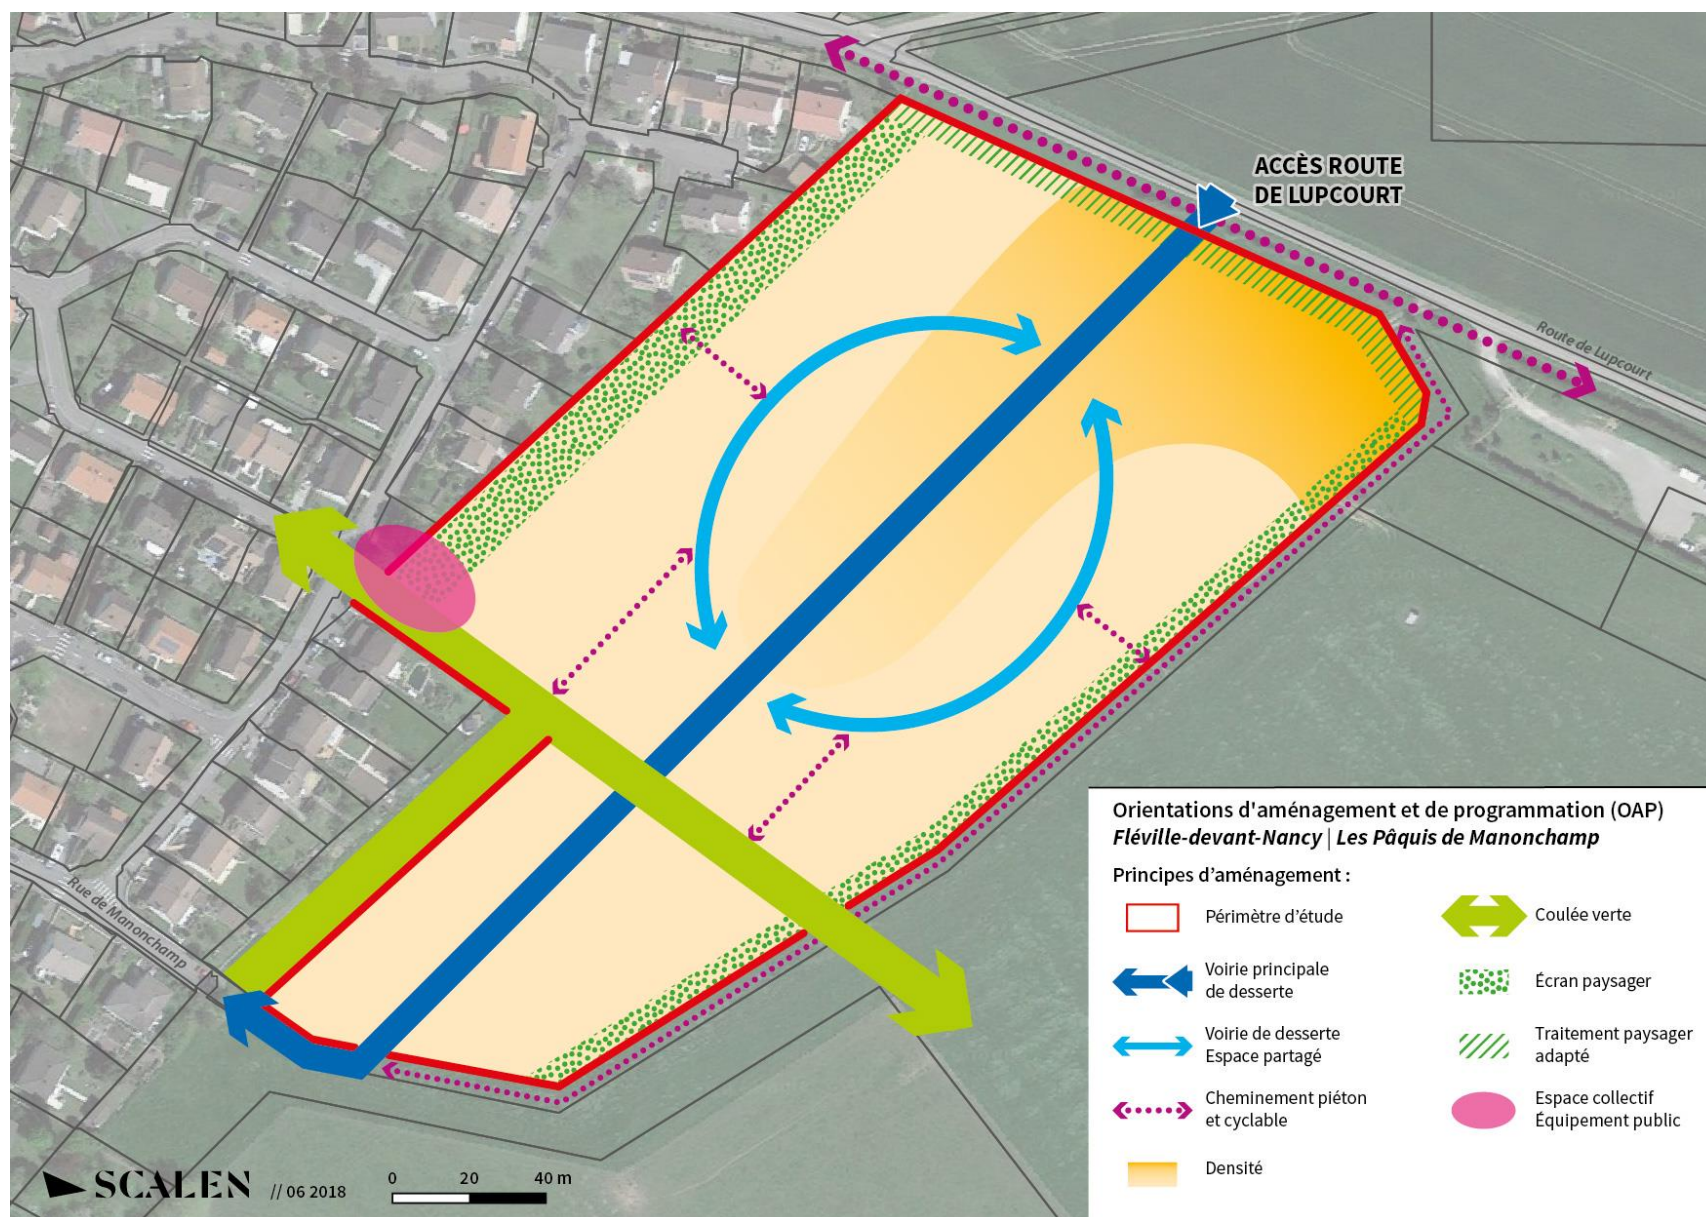 ACCÈS ROUTE
DE LUPCOURT
Route de Lupcourt
Rue de Manonchamp
Orientations d'aménagement et de programmation (OAP)
Fléville-devant-Nancy | Les Pâquis de Manonchamp
Principes d’aménagement :
Périmètre d’étude
Voirie principale
de desserte
Voirie de desserte
Espace partagé
Cheminement piéton
et cyclable
Densité
Coulée verte
Écran paysager
Traitement paysager
adapté
Espace collectif
Équipement public
SCALEN // 06 2018
0 20 40 m